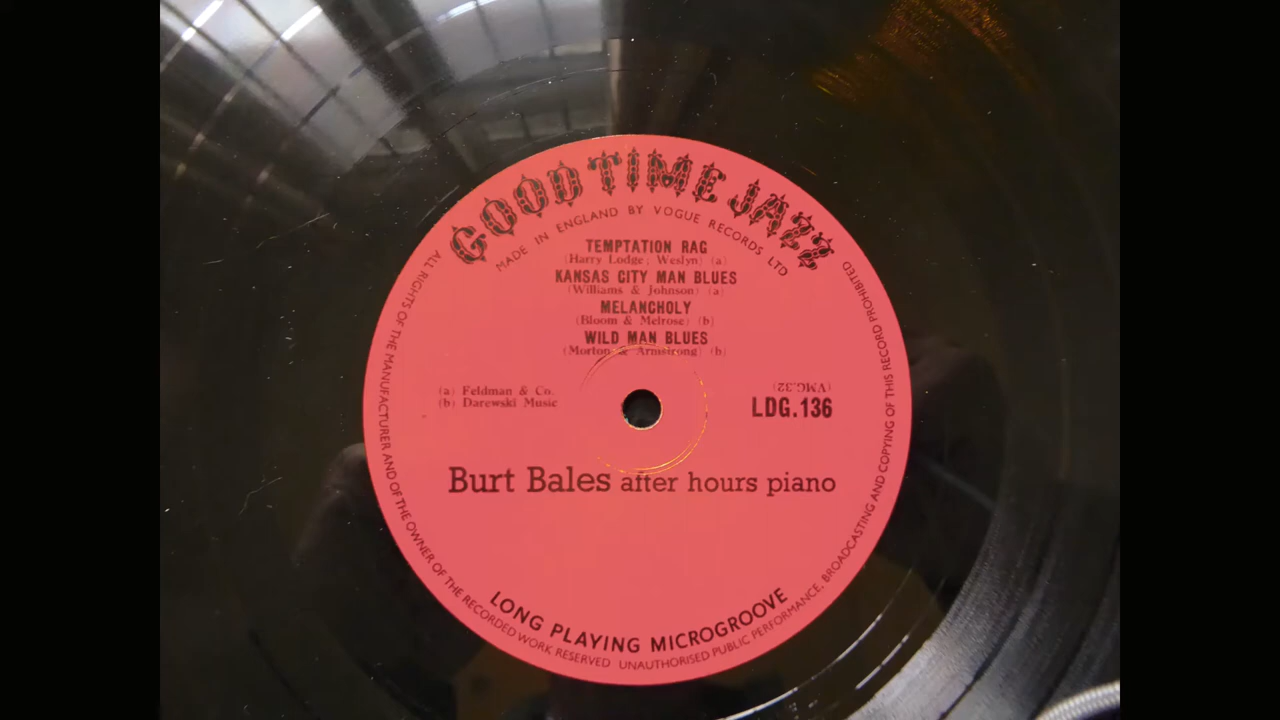 GOOD TIME JAZZ
MADE IN ENGLAND BY VOGUE RECORDS LTD
TEMPTATION RAG
(Harry Lodge; Weslyn) (a)
KANSAS CITY MAN BLUES
(Williams & Johnson) (a)
MELANCHOLY
(Bloom & Melrose) (b)
WILD MAN BLUES
(Morton & Armstrong) (b)
(a) Feldman & Co.
(b) Darewski Music
(VMG.32)
LDG.136
Burt Bales after hours piano
LONG PLAYING MICROGROOVE
ALL RIGHTS OF THE MANUFACTURER AND OF THE OWNER OF THE RECORDED WORK RESERVED UNAUTHORISED PUBLIC PERFORMANCE, BROADCASTING AND COPYING OF THIS RECORD PROHIBITED